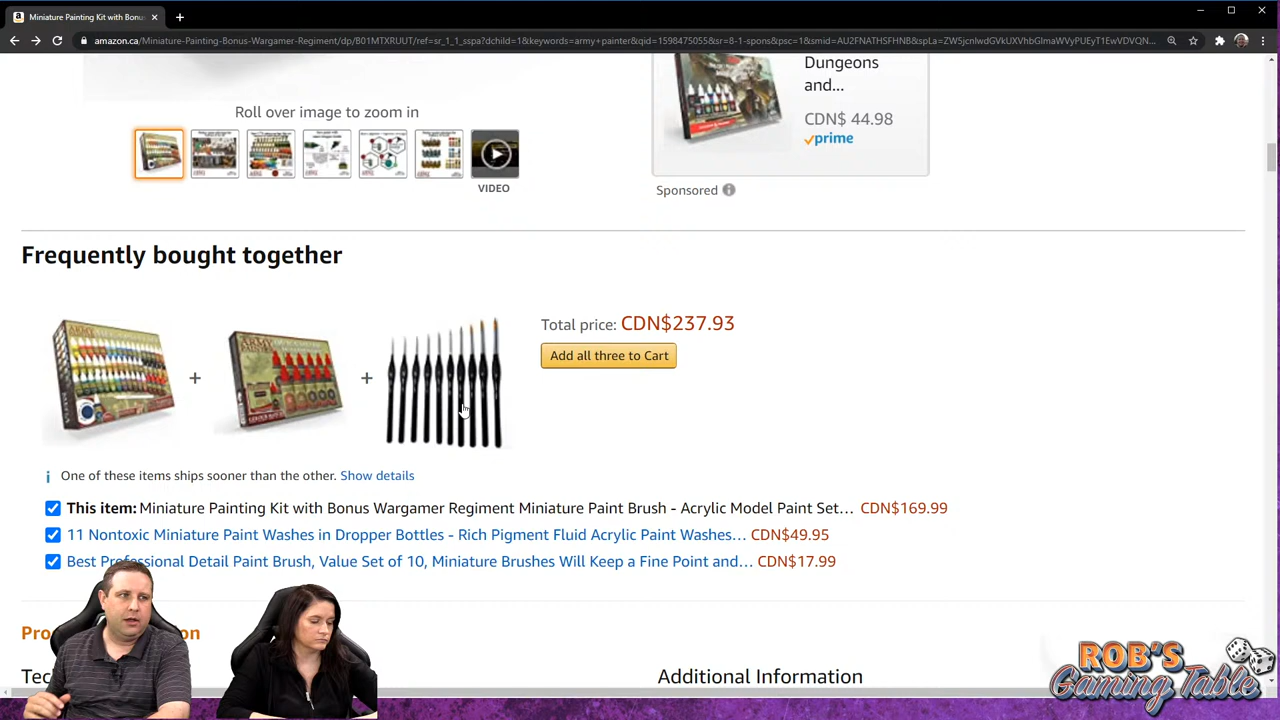 Miniature Painting Kit with Bonus
amazon.ca/Miniature-Painting-Bonus-Wargamer-Regiment/dp/B01MTXRUUT/ref=sr_1_1_sspa?dchild=1&keywords=army+painter&qid=1598475055&sr=8-1-spons&psc=1&smid=AU2FNATHSFHNB&spLa=ZW5jcnlwdGVkUXVhbGlmaWVyPUEyT1EwVDVQN...
Dungeons
and...
CDN$ 44.98
prime
Roll over image to zoom in
VIDEO
Sponsored
Frequently bought together
Total price: CDN$237.93
Add all three to Cart
ARMY
ARMY
PAINTER
+
+
One of these items ships sooner than the other. Show details
This item: Miniature Painting Kit with Bonus Wargamer Regiment Miniature Paint Brush - Acrylic Model Paint Set... CDN$169.99
11 Nontoxic Miniature Paint Washes in Dropper Bottles - Rich Pigment Fluid Acrylic Paint Washes... CDN$49.95
Best Professional Detail Paint Brush, Value Set of 10, Miniature Brushes Will Keep a Fine Point and... CDN$17.99
Additional Information
ROB'S
Gaming Table